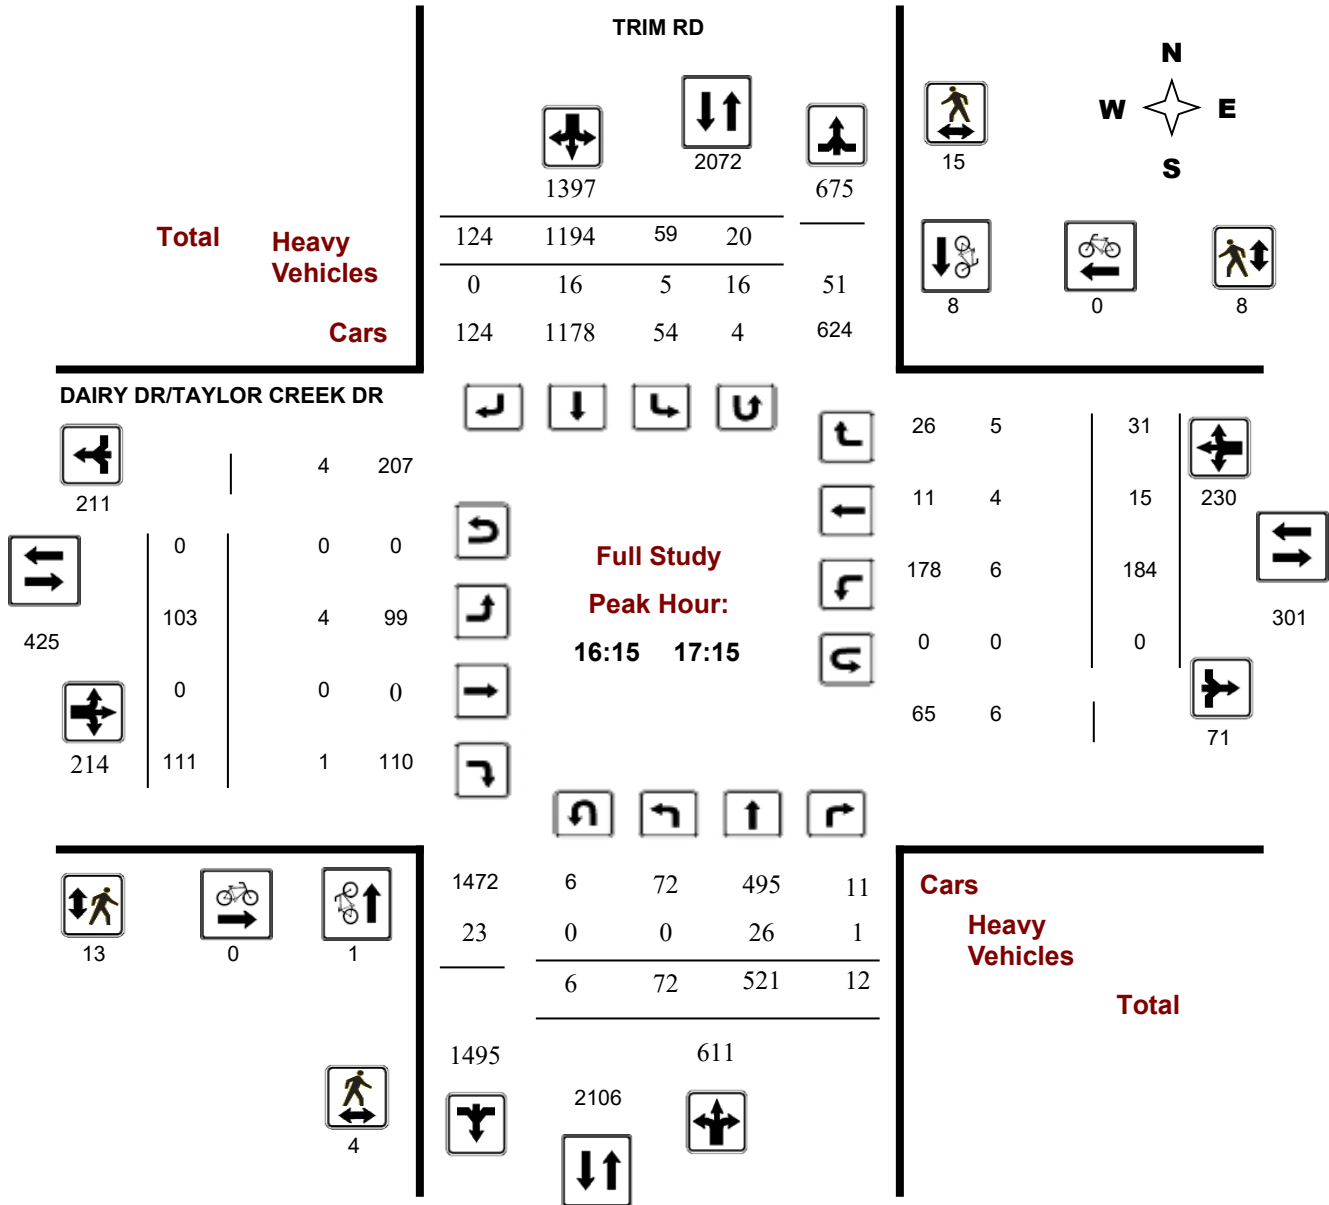 TRIM RD
N
W E
S
15
2072
1397 675
Total Heavy
Vehicles
124 1194 59 20
0 16 5 16 51
Cars 124 1178 54 4 624
8 0 8
DAIRY DR/TAYLOR CREEK DR
26 5 31
4 207
211
11 4 15 230
0 0 0
Full Study
178 6 184
Peak Hour:
103 4 99
301
425
16:15 17:15
0 0 0
0 0 0
65 6
71
214 111 1 110
1472 6 72 495 11
Cars
23 0 0 26 1
Heavy
Vehicles
13 0 1
6 72 521 12
Total
1495 611
2106
4